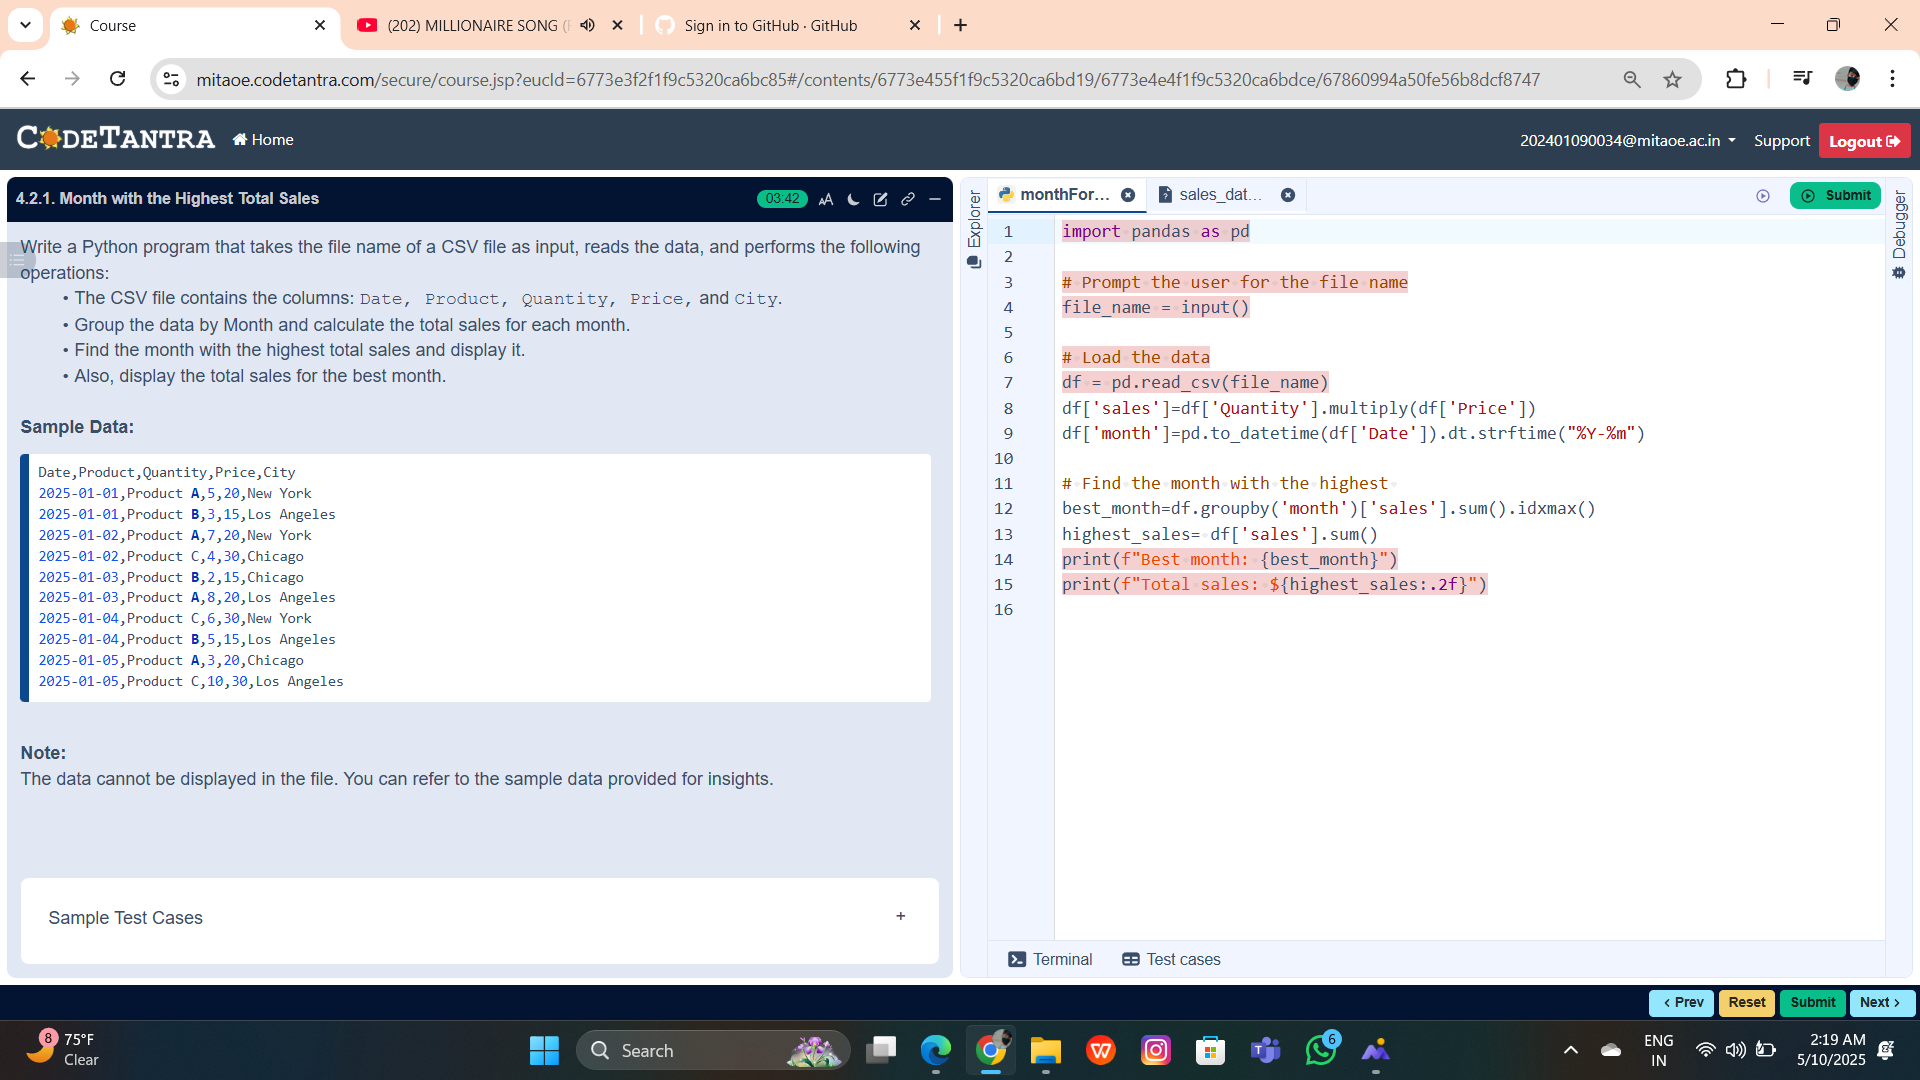 Course
(202) MILLIONAIRE SONG (
Sign in to GitHub · GitHub
mitaoe.codetantra.com/secure/course.jsp?eucId=6773e3f2f1f9c5320ca6bc85#/contents/6773e455f1f9c5320ca6bd19/6773e4e4f1f9c5320ca6bdce/67860994a50fe56b8dcf8747
CODETANTRA
Home
202401090034@mitaoe.ac.in
Support
Logout
4.2.1. Month with the Highest Total Sales
03:42
AA
Write a Python program that takes the file name of a CSV file as input, reads the data, and performs the following
operations:
• The CSV file contains the columns: Date, Product, Quantity, Price, and City.
• Group the data by Month and calculate the total sales for each month.
• Find the month with the highest total sales and display it.
• Also, display the total sales for the best month.
Sample Data:
Date,Product,Quantity,Price,City
2025-01-01,Product A,5,20,New York
2025-01-01,Product B,3,15,Los Angeles
2025-01-02,Product A,7,20,New York
2025-01-02,Product C,4,30,Chicago
2025-01-03,Product B,2,15,Chicago
2025-01-03,Product A,8,20,Los Angeles
2025-01-04,Product C,6,30,New York
2025-01-04,Product B,5,15,Los Angeles
2025-01-05,Product A,3,20,Chicago
2025-01-05,Product C,10,30,Los Angeles
Note:
The data cannot be displayed in the file. You can refer to the sample data provided for insights.
Sample Test Cases
+
Explorer
monthFor...
sales_dat...
Submit
Debugger
1 import pandas as pd
2
3 # Prompt the user for the file name
4 file_name = input()
5
6 # Load the data
7 df = pd.read_csv(file_name)
8 df['sales']=df['Quantity'].multiply(df['Price'])
9 df['month']=pd.to_datetime(df['Date']).dt.strftime("%Y-%m")
10
11 # Find the month with the highest
12 best_month=df.groupby('month')['sales'].sum().idxmax()
13 highest_sales= df['sales'].sum()
14 print(f"Best month: {best_month}")
15 print(f"Total sales: ${highest_sales:.2f}")
16
Terminal
Test cases
< Prev
Reset
Submit
Next >
8
75°F
Clear
Search
6
ENG
IN
2:19 AM
5/10/2025